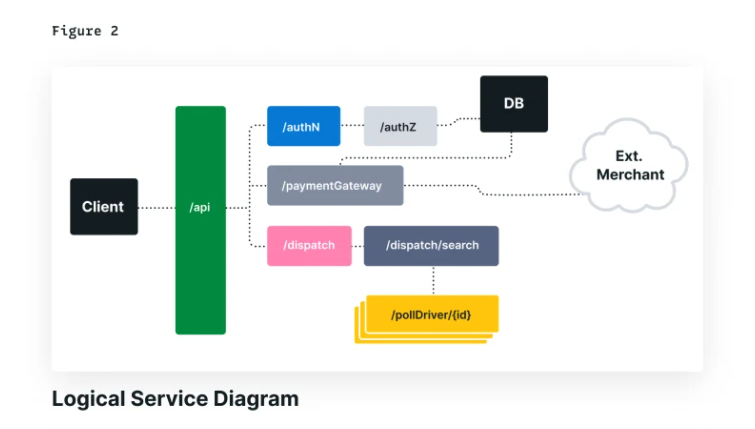 Figure 2
DB
/authN
/authZ
Ext.
Merchant
/paymentGateway
Client
/api
/dispatch
/dispatch/search
/pollDriver/{id}
Logical Service Diagram